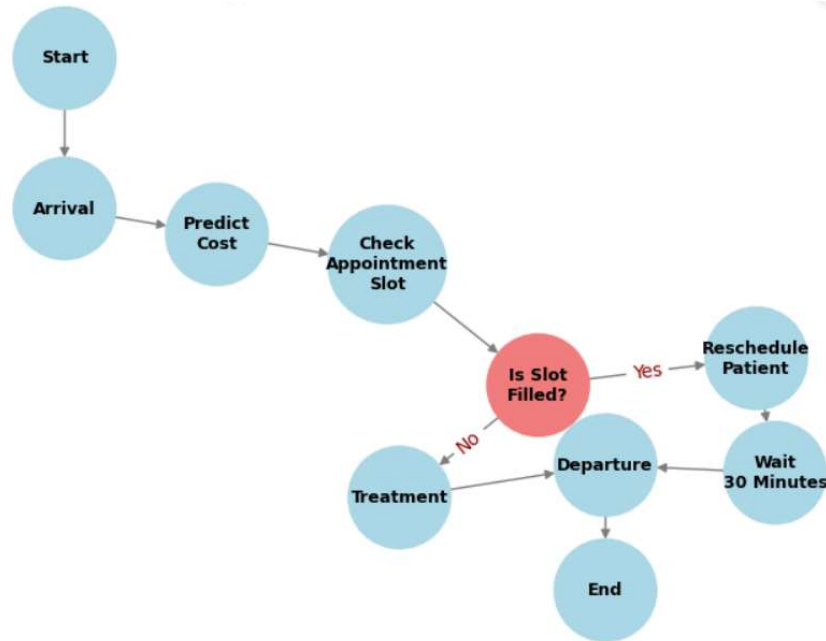 Start
Arrival
Predict
Cost
Check
Appointment
Slot
Is Slot
Filled?
Yes
Reschedule
Patient
No
Treatment
Departure
Wait
30 Minutes
End